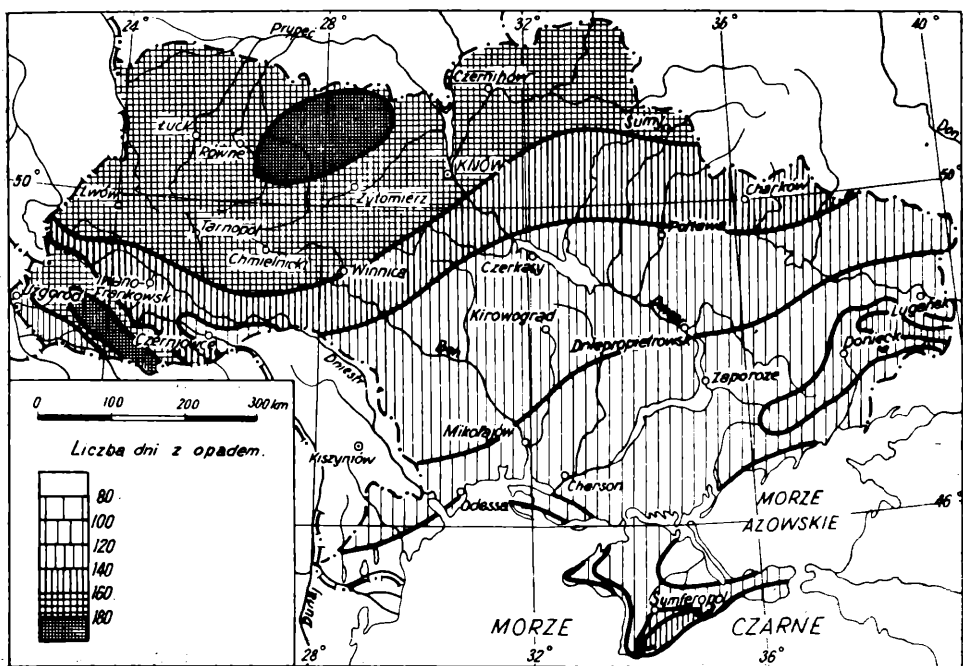 24° 28° 32° 36° 40°
Prypeć
Czernihów
Sumy
Don
Łuck
Równe
KIJÓW
50° 50°
Lwów
Żytomierz
Charków
Tarnopol
Połtawa
Chmielnicki
Winnica
Czerkasy
Iwano-
Frankowsk
Użgorod
Ługańsk
Kirowograd
Czerniowce
Dniepropietrowsk
Donieck
Boh
Dniestr
Zaporoże
0 100 200 300 km
Mikołajów
Liczba dni z opadem.
Kiszyniów
Cherson
MORZE
AZOWSKIE
80
Odessa
46°
100
120
140
160
Dunaj
Symferopol
180
MORZE CZARNE
28° 32° 36°